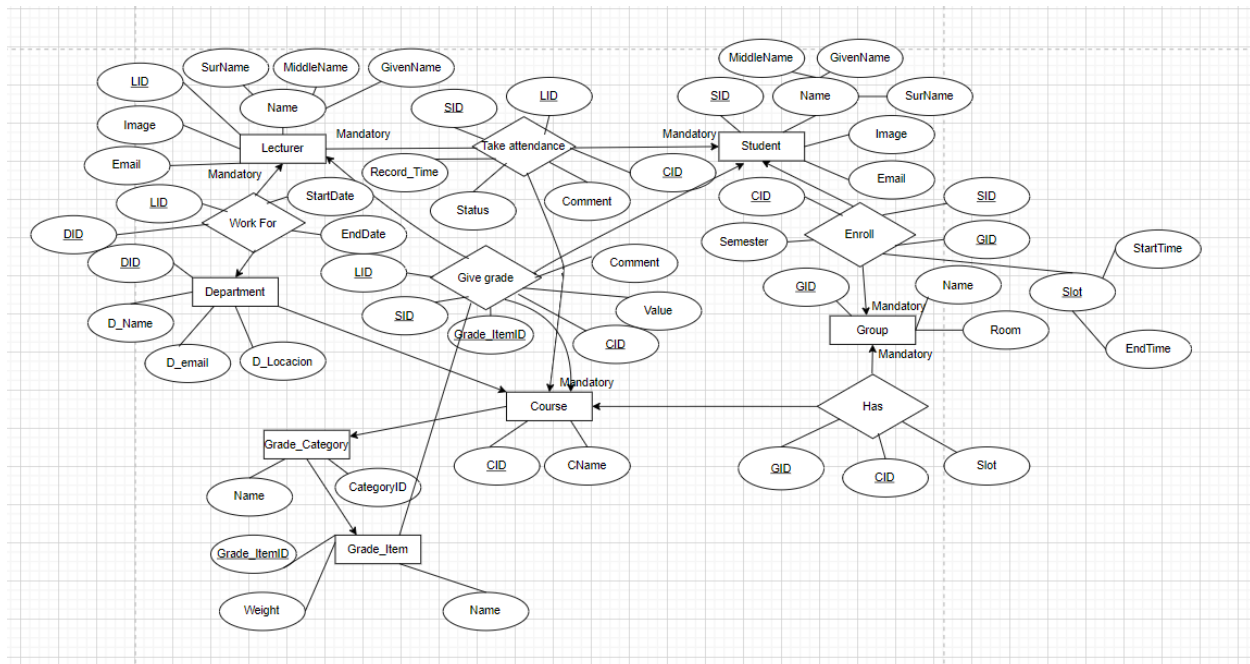 MiddleName
GivenName
SurName
MiddleName
GivenName
LID
SID
Name
SurName
Name
SID
LID
Image
Mandatory
Mandatory
Image
Lecturer
Take attendance
Student
Email
Mandatory
Record_Time
CID
Email
StartDate
Comment
CID
SID
LID
Status
Work For
Enroll
DID
EndDate
Semester
GID
StartTime
DID
LID
Give grade
Comment
GID
Name
Slot
Department
Value
Mandatory
D_Name
SID
Grade_ItemID
CID
Group
Room
EndTime
D_email
D_Locacion
Mandatory
Mandatory
Course
Has
Grade_Category
CID
CName
GID
CID
Slot
Name
CategoryID
Grade_ItemID
Grade_Item
Weight
Name